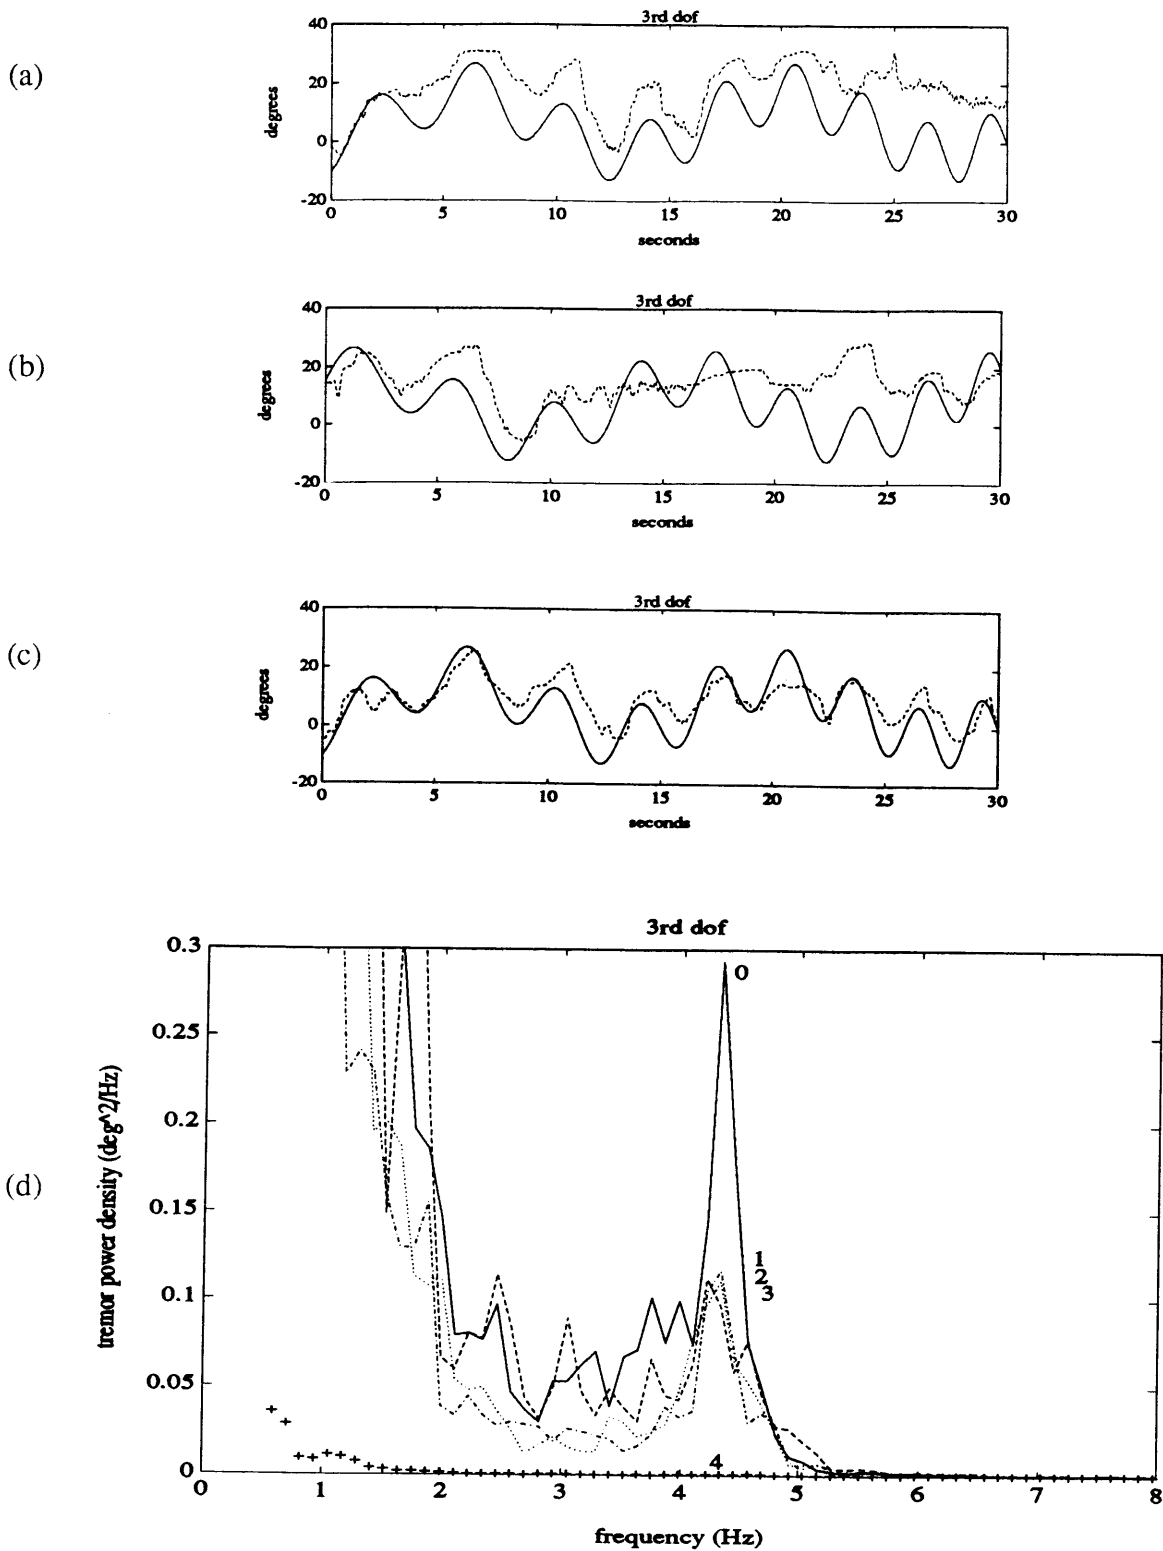 (a)
3rd dof
degrees
40
20
0
-20
0 5 10 15 20 25 30
seconds
(b)
3rd dof
degrees
40
20
0
-20
0 5 10 15 20 25 30
seconds
(c)
3rd dof
degrees
40
20
0
-20
0 5 10 15 20 25 30
seconds
(d)
3rd dof
tremor power density (deg^2/Hz)
0.3
0.25
0.2
0.15
0.1
0.05
0
0
1
2
3
4
0 1 2 3 4 5 6 7 8
frequency (Hz)